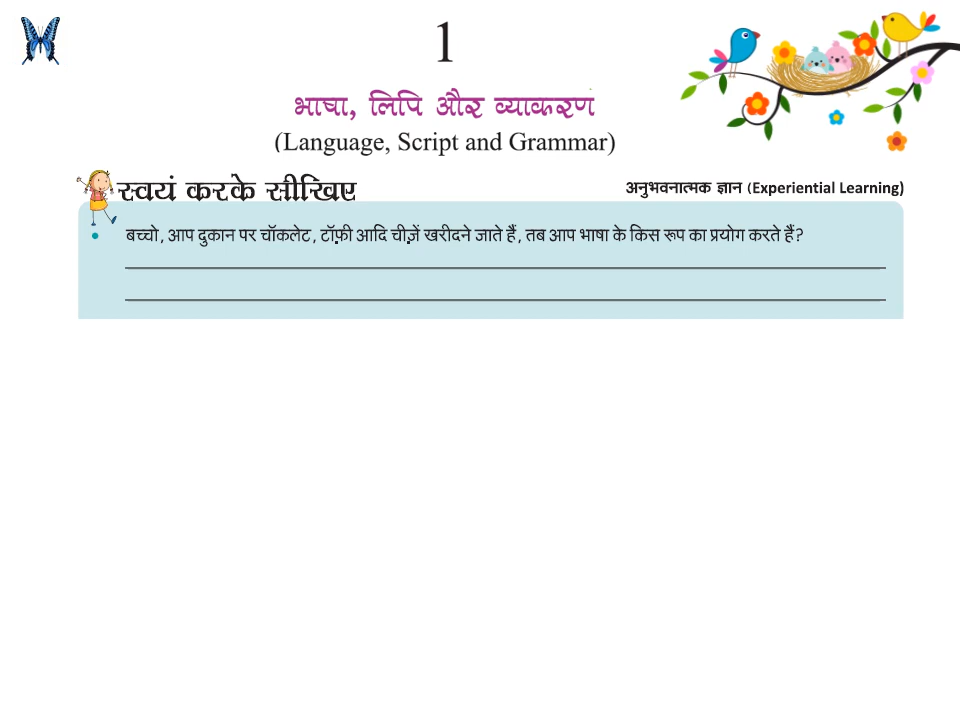 1
भाषा, लिपि और व्याकरण
(Language, Script and Grammar)
स्वयं करके सीखिए
अनुभवनात्मक ज्ञान (Experiential Learning)
• बच्चो, आप दुकान पर चॉकलेट, टॉफ़ी आदि चीज़ें खरीदने जाते हैं, तब आप भाषा के किस रूप का प्रयोग करते हैं?